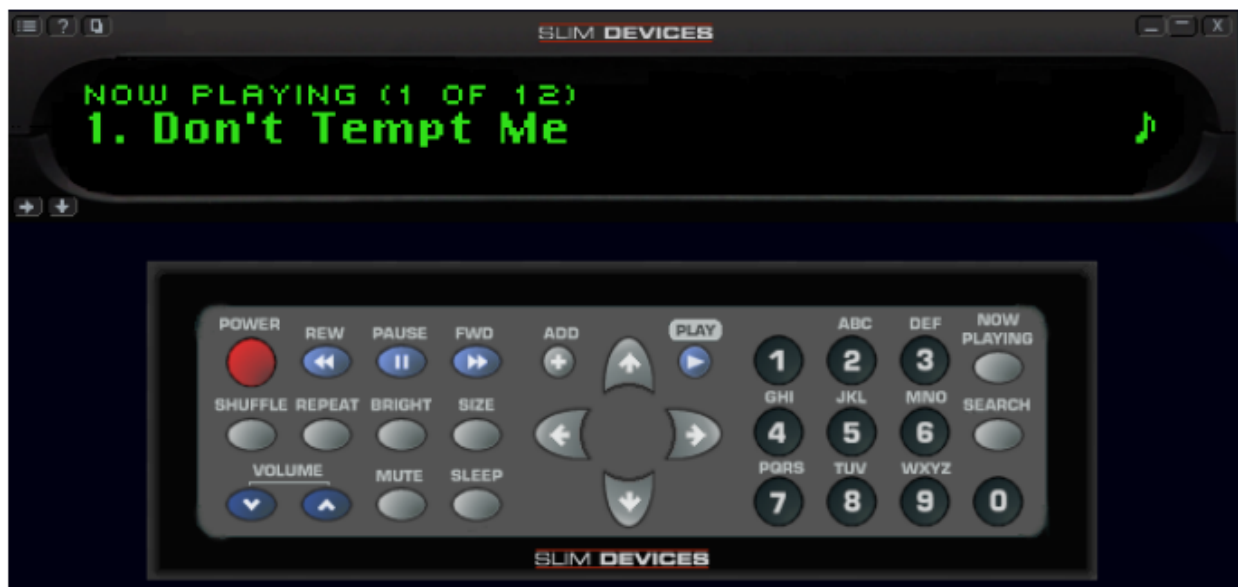 ?
SLIM DEVICES
X
NOW PLAYING (1 OF 12)
1. Don't Tempt Me
POWER REW PAUSE FWD ADD PLAY ABC DEF NOW PLAYING
1 2 3
SHUFFLE REPEAT BRIGHT SIZE GHI JKL MNO SEARCH
4 5 6
VOLUME MUTE SLEEP PQRS TUV WXYZ
7 8 9 0
SLIM DEVICES